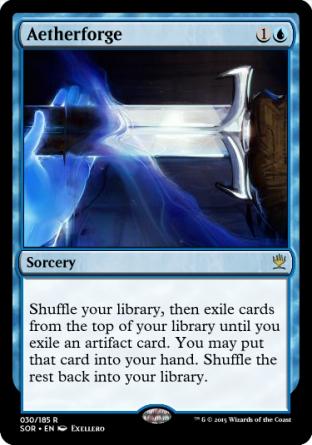 Aetherforge 1
Sorcery
Shuffle your library, then exile cards
from the top of your library until you
exile an artifact card. You may put
that card into your hand. Shuffle the
rest back into your library.
030/185 R
SOR • EN Exellero
™ & © 2015 Wizards of the Coast